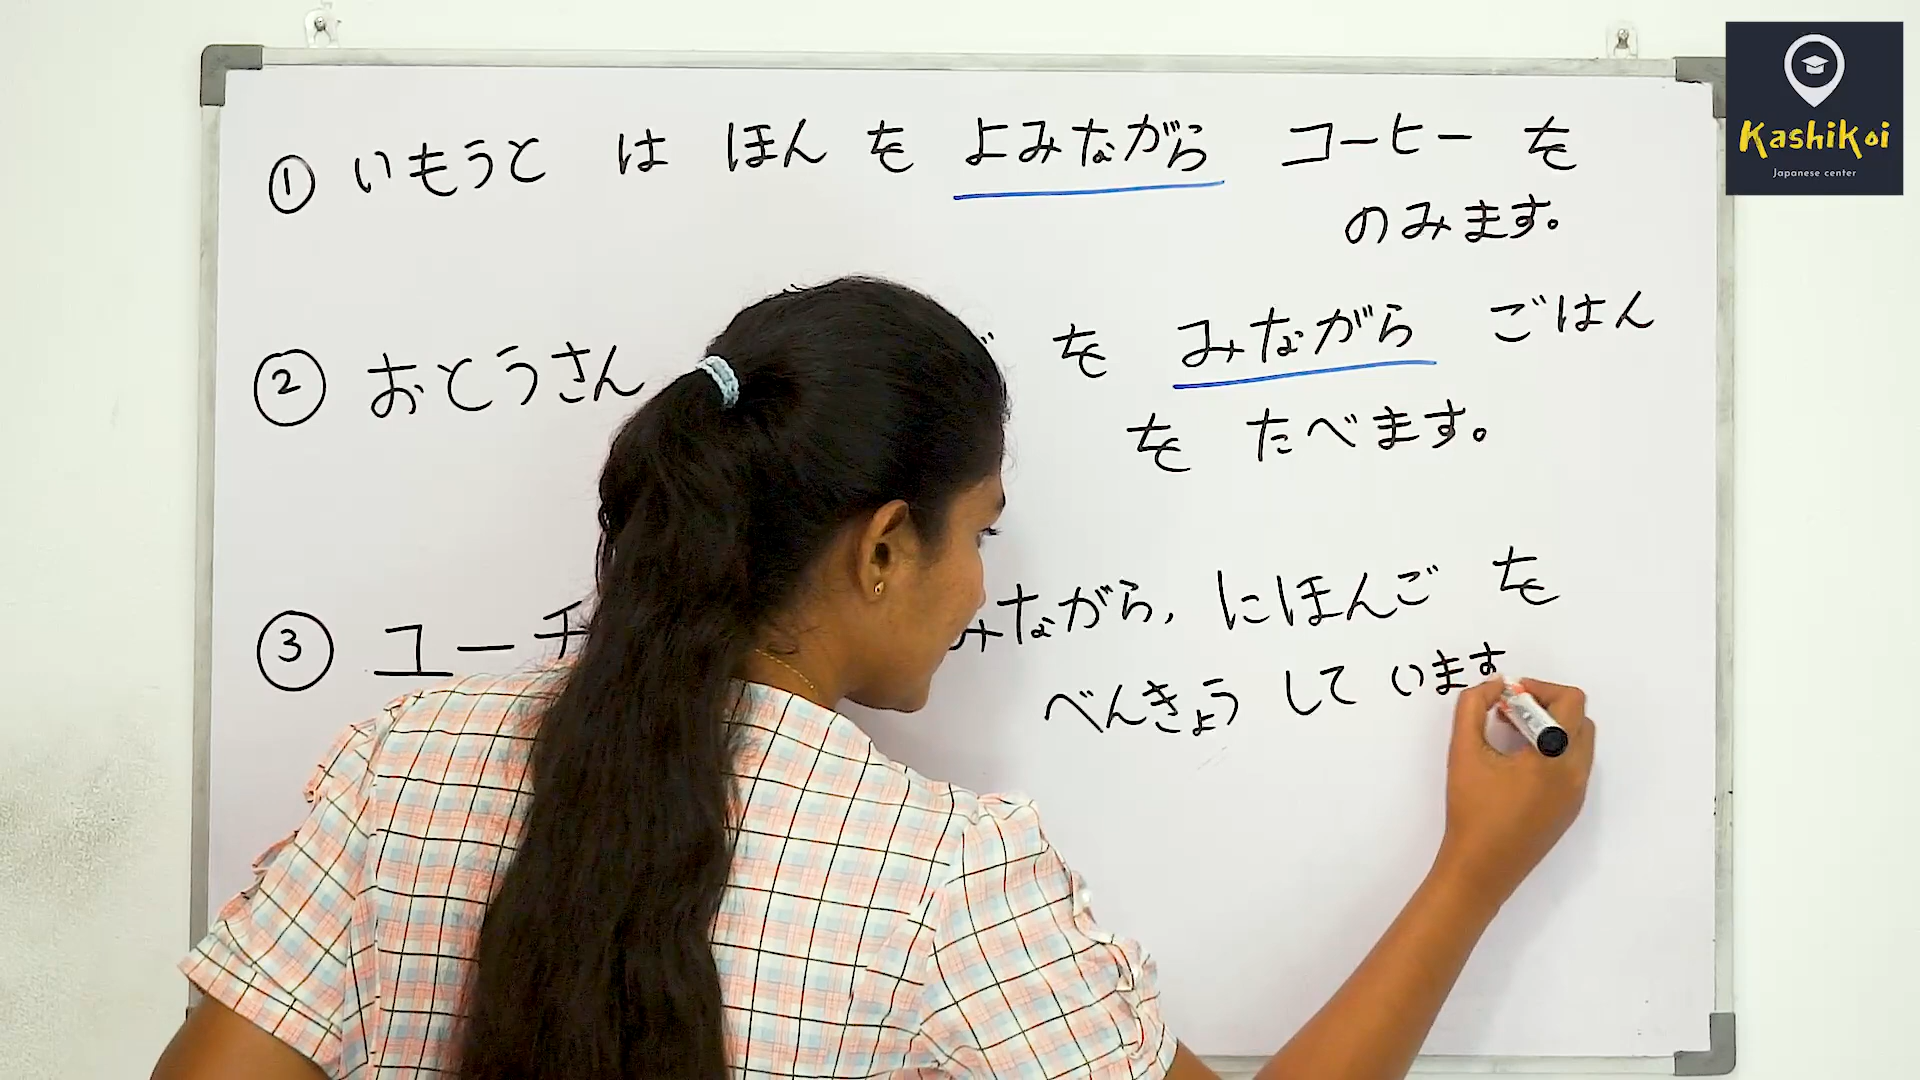 ① いもうと は ほん を よみながら コーヒー を
のみます。
② おとうさん を みながら ごはん
を たべます。
③ ユーチ ながら, にほんご を
べんきょう して います
KashiKoi
Japanese center